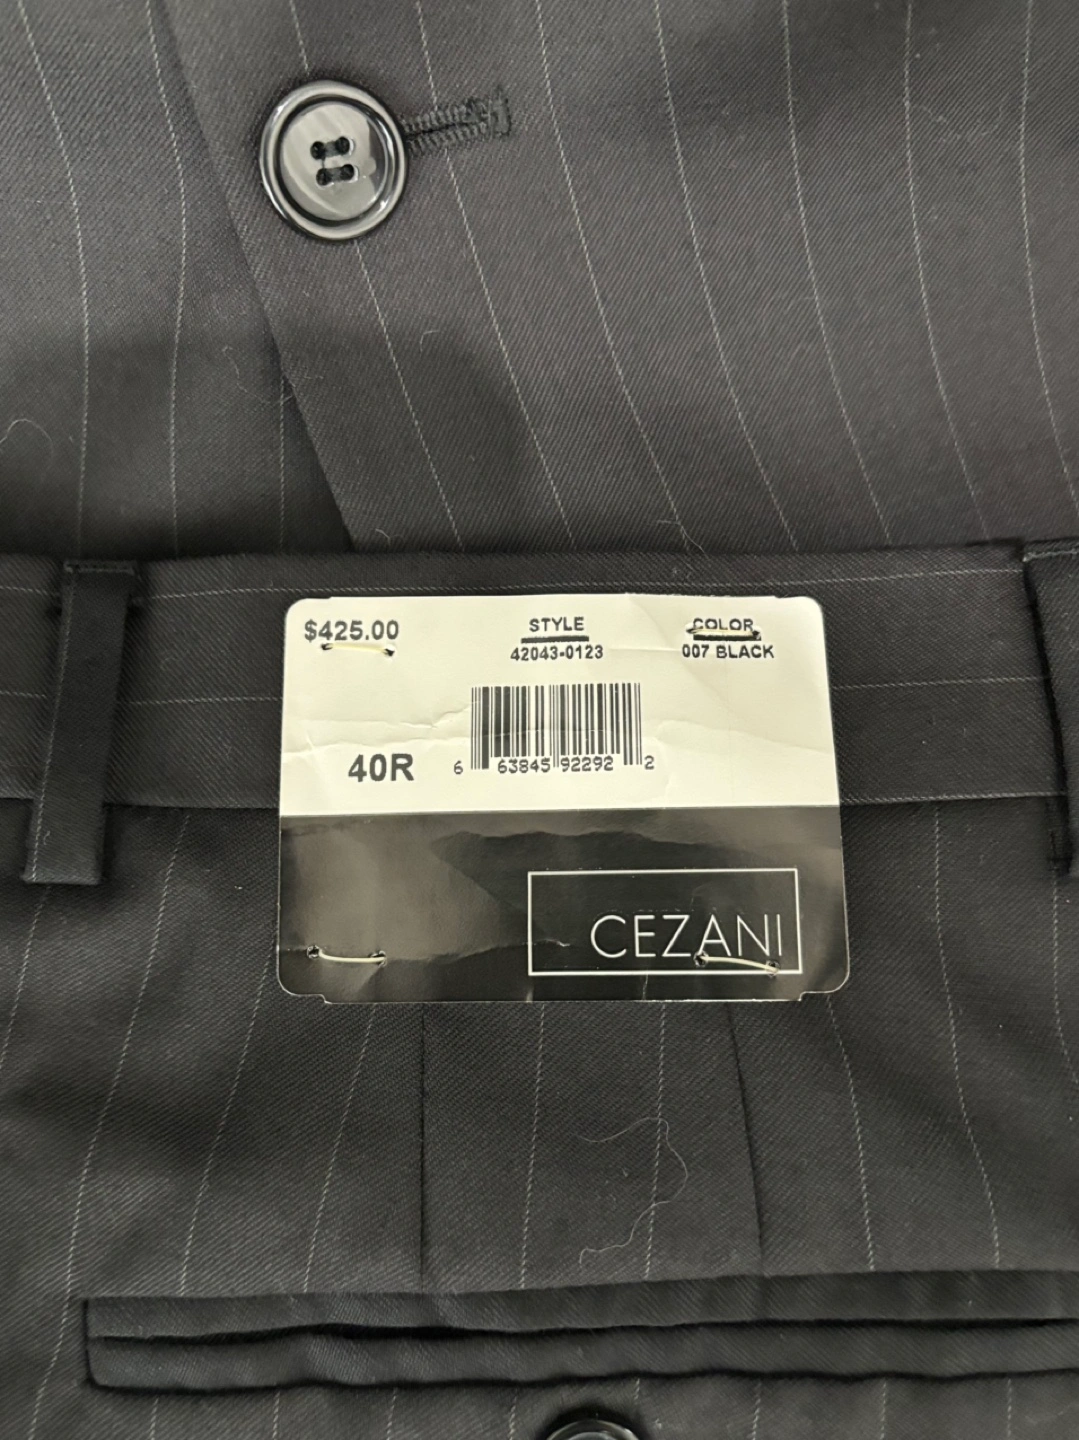 $425.00
STYLE
42043-0123
COLOR
007 BLACK
40R
6 63845 92292 2
CEZANI